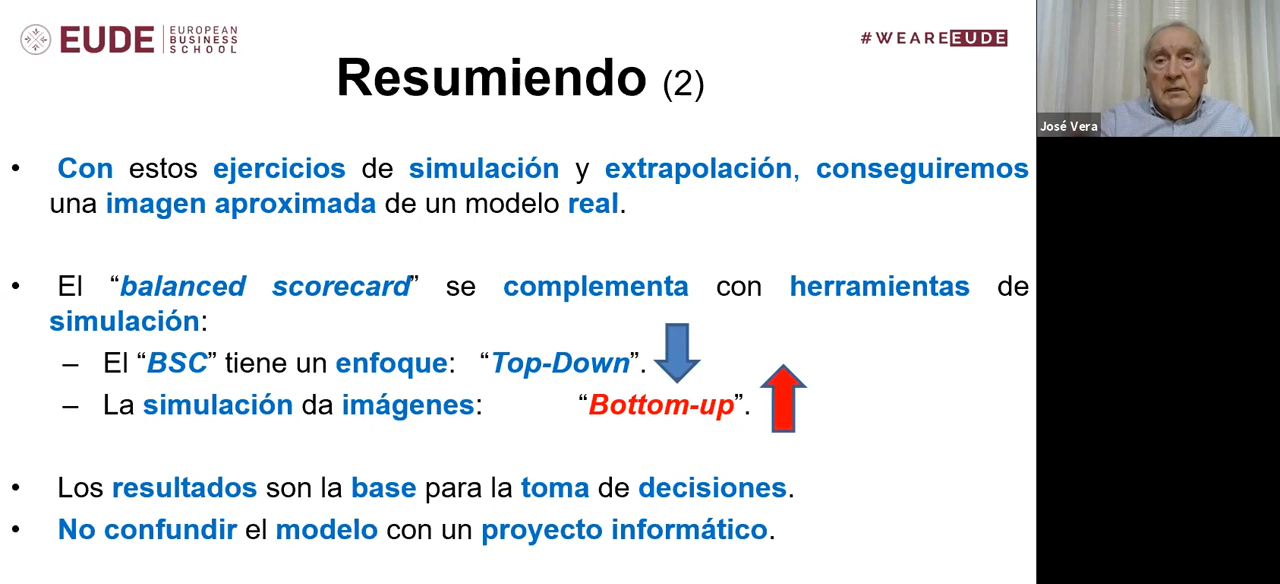 EUDE EUROPEAN BUSINESS SCHOOL
#WEAREEUDE
Resumiendo (2)
José Vera
• Con estos ejercicios de simulación y extrapolación, conseguiremos
una imagen aproximada de un modelo real.
• El “balanced scorecard” se complementa con herramientas de
simulación:
– El “BSC” tiene un enfoque: “Top-Down”.
– La simulación da imágenes: “Bottom-up”.
• Los resultados son la base para la toma de decisiones.
• No confundir el modelo con un proyecto informático.